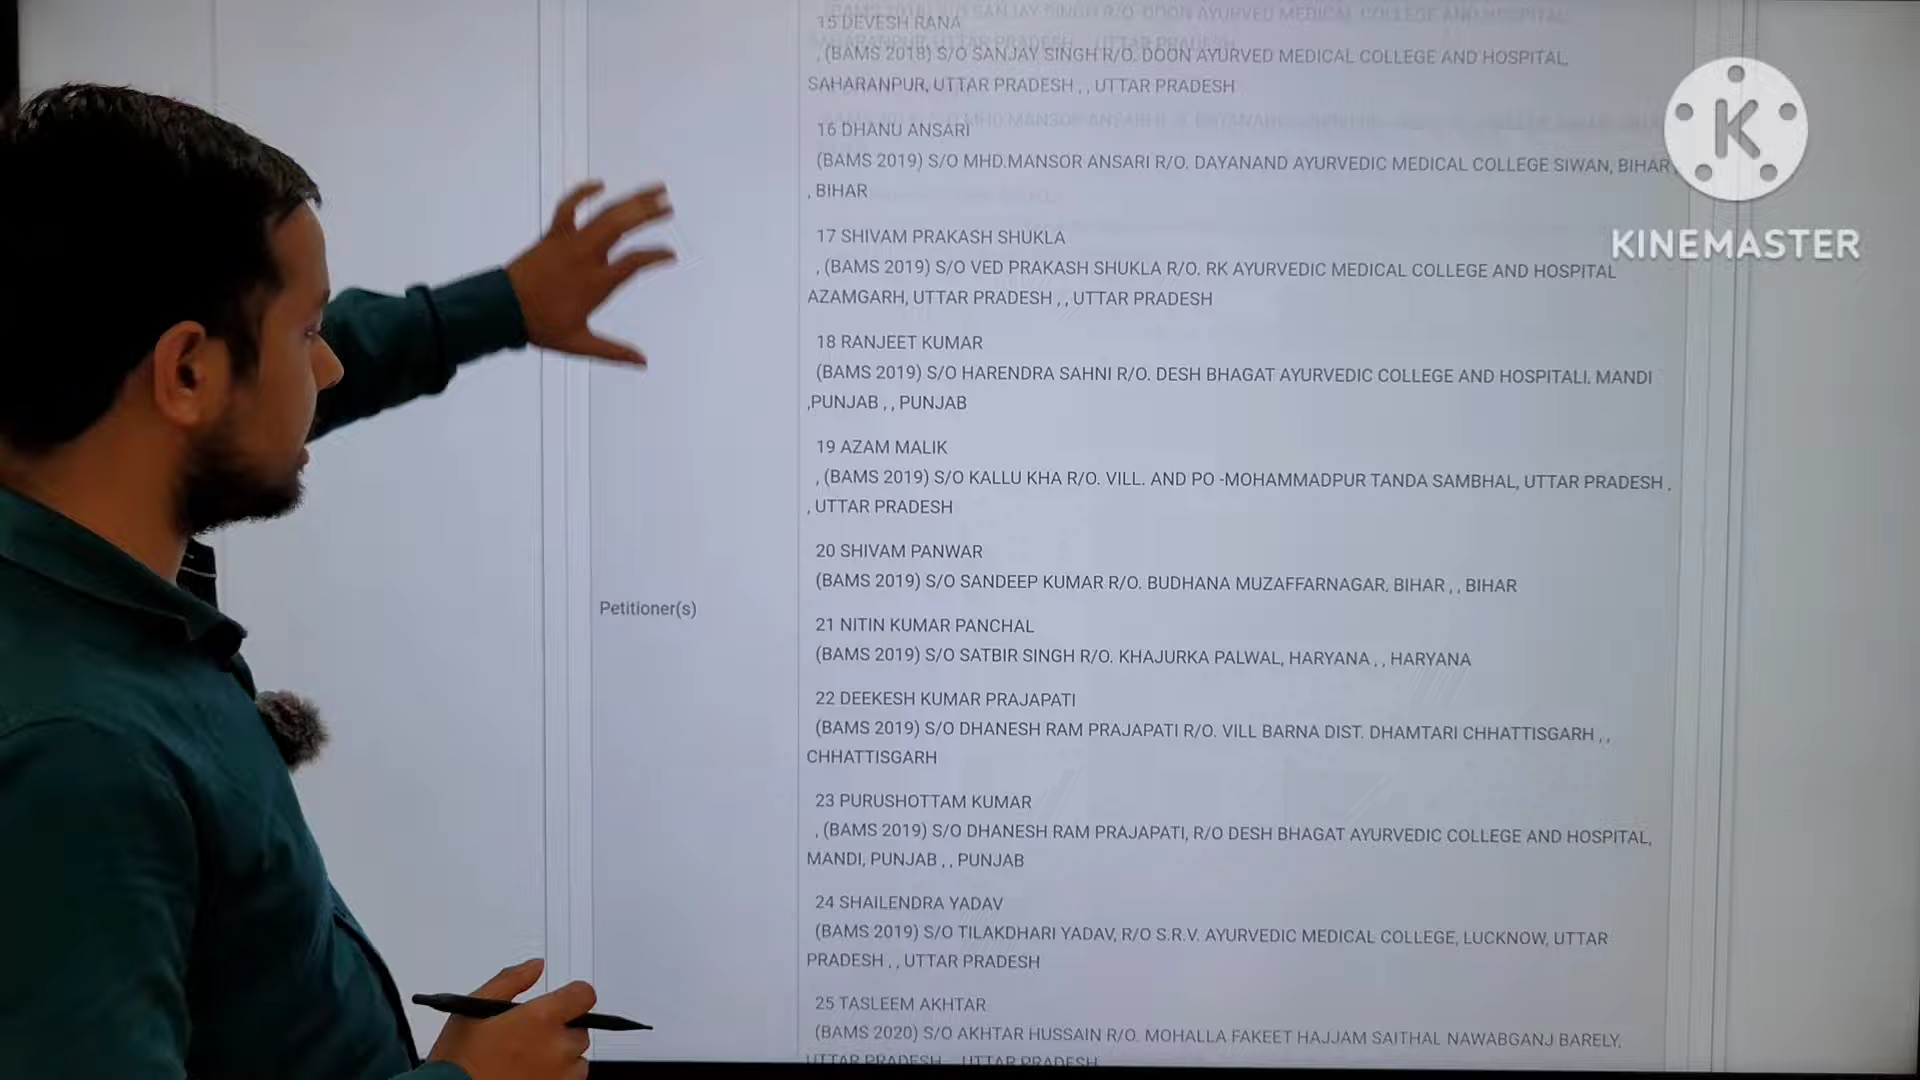 15 DEVESH RANA
, (BAMS 2018) S/O SANJAY SINGH R/O. DOON AYURVED MEDICAL COLLEGE AND HOSPITAL,
SAHARANPUR, UTTAR PRADESH , , UTTAR PRADESH
16 DHANU ANSARI
(BAMS 2019) S/O MHD.MANSOR ANSARI R/O. DAYANAND AYURVEDIC MEDICAL COLLEGE SIWAN, BIHAR ,
, BIHAR
17 SHIVAM PRAKASH SHUKLA
, (BAMS 2019) S/O VED PRAKASH SHUKLA R/O. RK AYURVEDIC MEDICAL COLLEGE AND HOSPITAL
AZAMGARH, UTTAR PRADESH , , UTTAR PRADESH
18 RANJEET KUMAR
(BAMS 2019) S/O HARENDRA SAHNI R/O. DESH BHAGAT AYURVEDIC COLLEGE AND HOSPITALI. MANDI
,PUNJAB , , PUNJAB
19 AZAM MALIK
, (BAMS 2019) S/O KALLU KHA R/O. VILL. AND PO -MOHAMMADPUR TANDA SAMBHAL, UTTAR PRADESH ,
, UTTAR PRADESH
20 SHIVAM PANWAR
(BAMS 2019) S/O SANDEEP KUMAR R/O. BUDHANA MUZAFFARNAGAR, BIHAR , , BIHAR
Petitioner(s)
21 NITIN KUMAR PANCHAL
(BAMS 2019) S/O SATBIR SINGH R/O. KHAJURKA PALWAL, HARYANA , , HARYANA
22 DEEKESH KUMAR PRAJAPATI
(BAMS 2019) S/O DHANESH RAM PRAJAPATI R/O. VILL BARNA DIST. DHAMTARI CHHATTISGARH , ,
CHHATTISGARH
23 PURUSHOTTAM KUMAR
, (BAMS 2019) S/O DHANESH RAM PRAJAPATI, R/O DESH BHAGAT AYURVEDIC COLLEGE AND HOSPITAL,
MANDI, PUNJAB , , PUNJAB
24 SHAILENDRA YADAV
(BAMS 2019) S/O TILAKDHARI YADAV, R/O S.R.V. AYURVEDIC MEDICAL COLLEGE, LUCKNOW, UTTAR
PRADESH , , UTTAR PRADESH
25 TASLEEM AKHTAR
(BAMS 2020) S/O AKHTAR HUSSAIN R/O. MOHALLA FAKEET HAJJAM SAITHAL NAWABGANJ BARELY,
UTTAR PRADESH , , UTTAR PRADESH
K
KINEMASTER